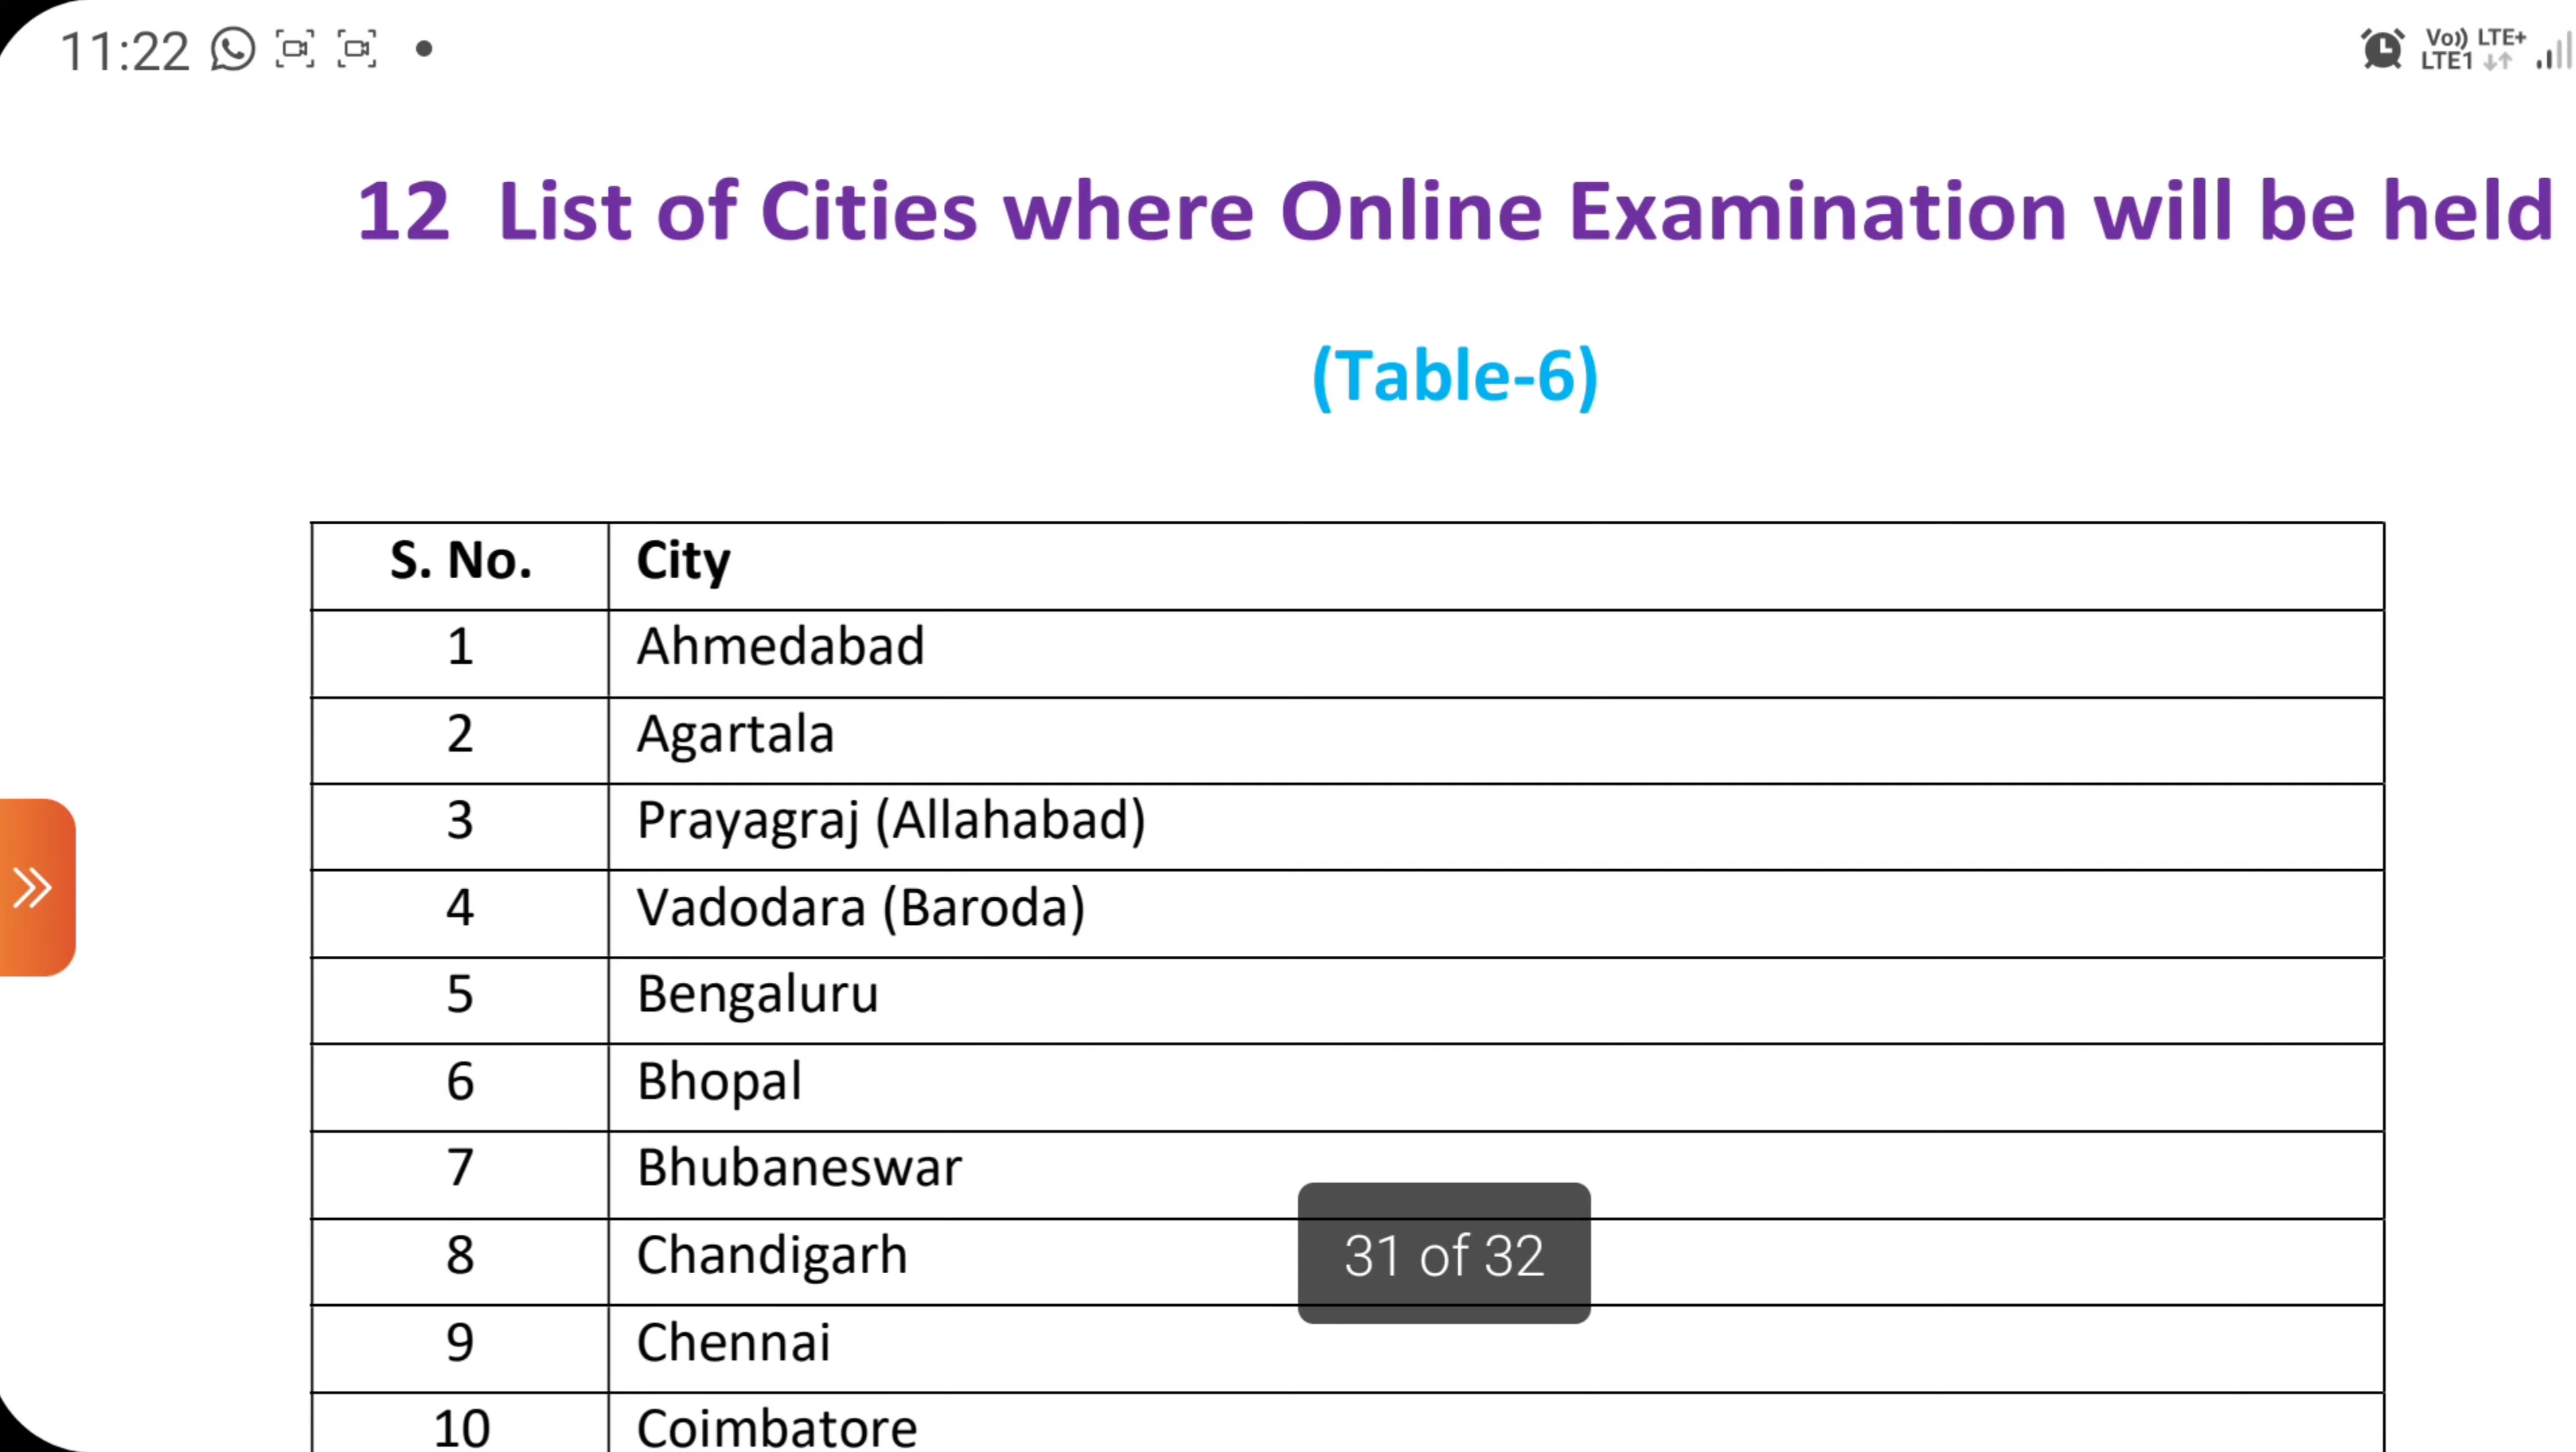 11:22
Vo)) LTE+
LTE1
12 List of Cities where Online Examination will be held
(Table-6)
S. No. City
1 Ahmedabad
2 Agartala
3 Prayagraj (Allahabad)
4 Vadodara (Baroda)
5 Bengaluru
6 Bhopal
7 Bhubaneswar
8 Chandigarh
31 of 32
9 Chennai
10 Coimbatore